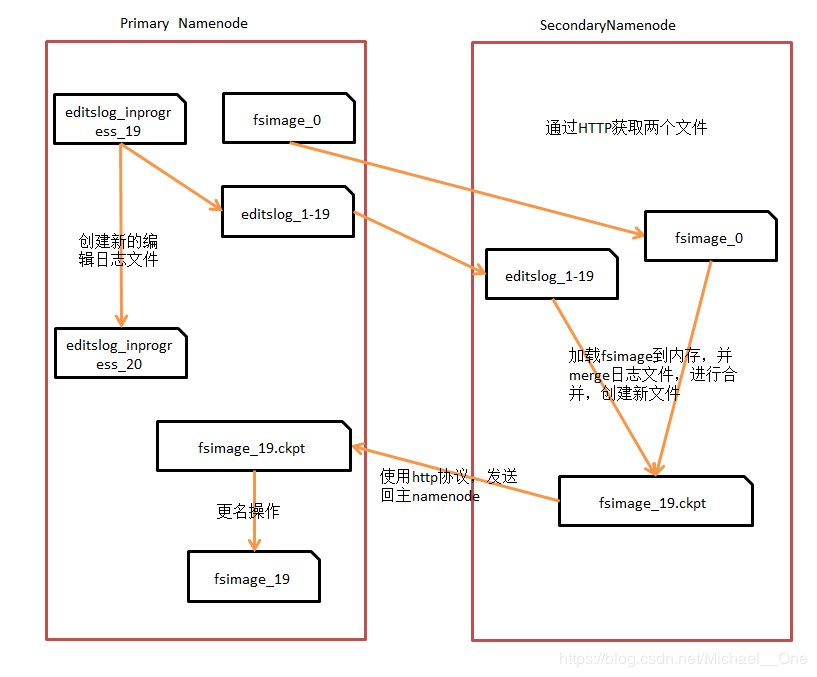 Primary Namenode
SecondaryNamenode
editslog_inprogr
ess_19
fsimage_0
通过HTTP获取两个文件
editslog_1-19
fsimage_0
创建新的编
辑日志文件
editslog_1-19
editslog_inprogr
ess_20
加载fsimage到内存，并
merge日志文件，进行合
并，创建新文件
fsimage_19.ckpt
使用http协议，发送
回主namenode
fsimage_19.ckpt
更名操作
fsimage_19
https://blog.csdn.net/Michael__One